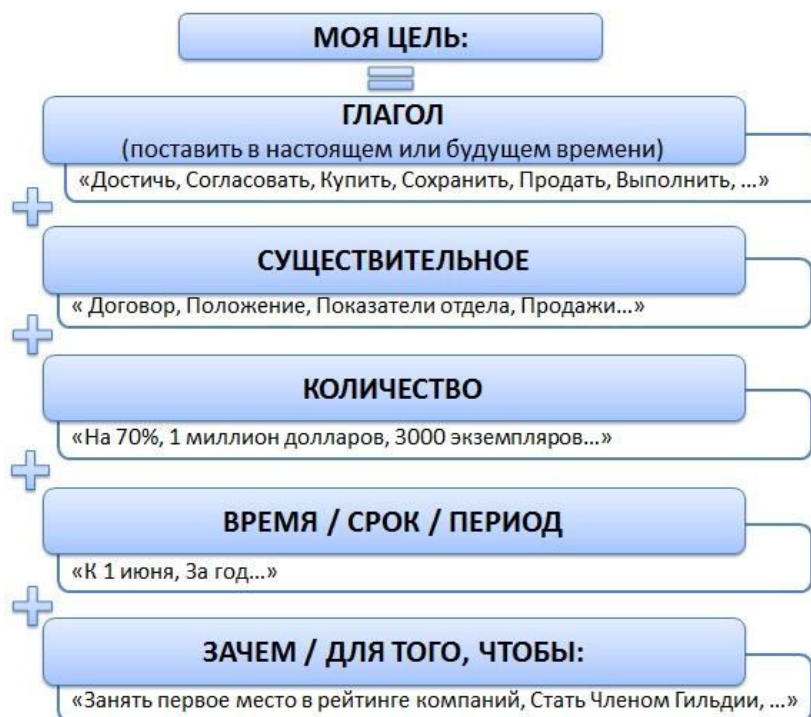 МОЯ ЦЕЛЬ:
ГЛАГОЛ
(поставить в настоящем или будущем времени)
«Достичь, Согласовать, Купить, Сохранить, Продать, Выполнить, ...»
СУЩЕСТВИТЕЛЬНОЕ
« Договор, Положение, Показатели отдела, Продажи...»
КОЛИЧЕСТВО
«На 70%, 1 миллион долларов, 3000 экземпляров...»
ВРЕМЯ / СРОК / ПЕРИОД
«К 1 июня, За год...»
ЗАЧЕМ / ДЛЯ ТОГО, ЧТОБЫ:
«Занять первое место в рейтинге компаний, Стать Членом Гильдии, ...»